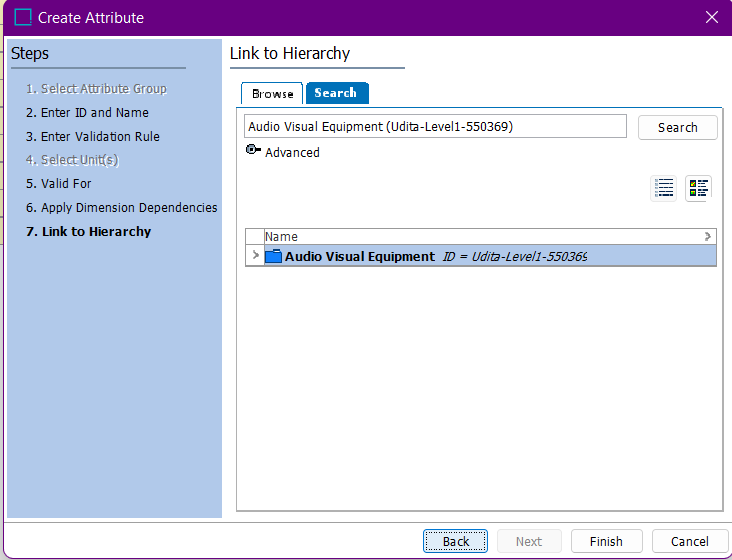 Create Attribute
Steps
1. Select Attribute Group
2. Enter ID and Name
3. Enter Validation Rule
4. Select Unit(s)
5. Valid For
6. Apply Dimension Dependencies
7. Link to Hierarchy
Link to Hierarchy
Browse Search
Audio Visual Equipment (Udita-Level1-550369) Search
Advanced
Name
Audio Visual Equipment ID = Udita-Level1-550369
Back Next Finish Cancel